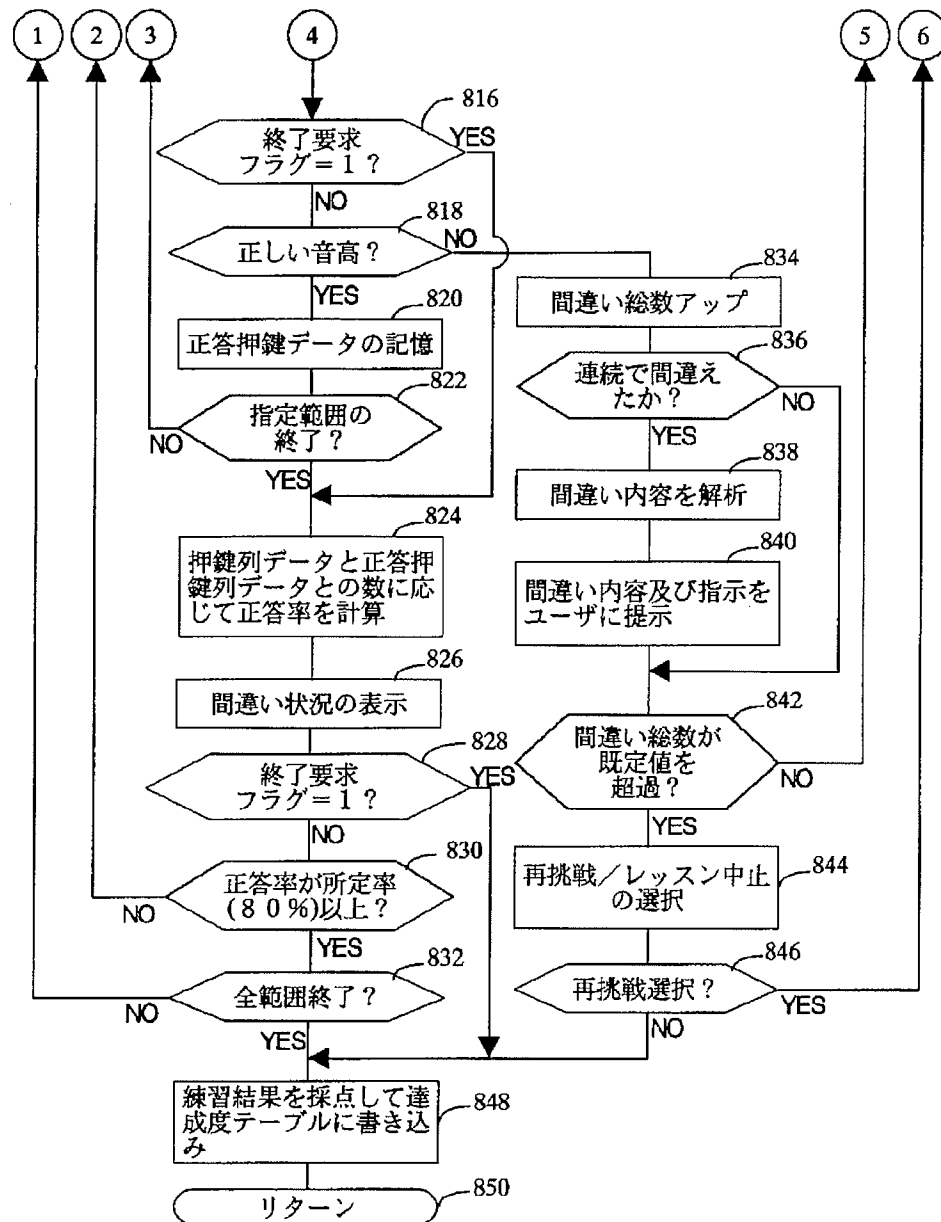 1
2
3
4
5
6
816
終了要求
フラグ＝１？
YES
NO
818
正しい音高？
NO
YES
820
正答押鍵データの記憶
822
指定範囲の
終了？
NO
YES
824
押鍵列データと正答押
鍵列データとの数に応
じて正答率を計算
826
間違い状況の表示
828
終了要求
フラグ＝１？
YES
NO
830
正答率が所定率
(８０％)以上？
NO
YES
832
全範囲終了？
NO
YES
834
間違い総数アップ
836
連続で間違え
たか？
NO
YES
838
間違い内容を解析
840
間違い内容及び指示を
ユーザに提示
842
間違い総数が
既定値を
超過？
NO
YES
844
再挑戦／レッスン中止
の選択
846
再挑戦選択？
YES
NO
848
練習結果を採点して達
成度テーブルに書き込
み
850
リターン